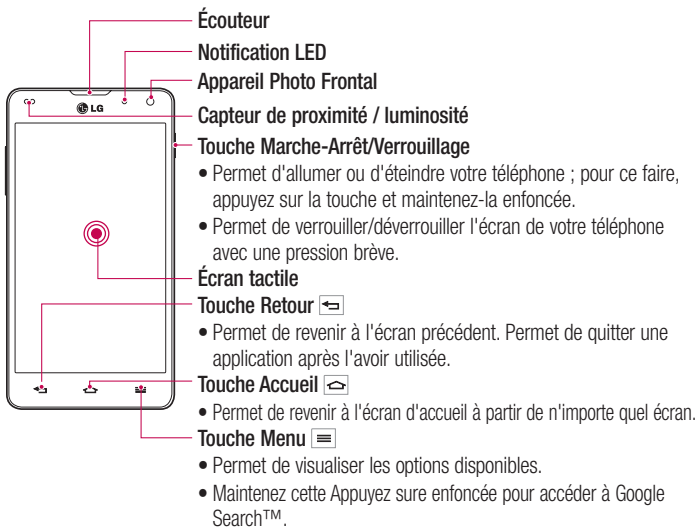 Écouteur
Notification LED
Appareil Photo Frontal
LG
Capteur de proximité / luminosité
Touche Marche-Arrêt/Verrouillage
• Permet d'allumer ou d'éteindre votre téléphone ; pour ce faire,
appuyez sur la touche et maintenez-la enfoncée.
• Permet de verrouiller/déverrouiller l'écran de votre téléphone
avec une pression brève.
Écran tactile
Touche Retour
• Permet de revenir à l'écran précédent. Permet de quitter une
application après l'avoir utilisée.
Touche Accueil
• Permet de revenir à l'écran d'accueil à partir de n'importe quel écran.
Touche Menu
• Permet de visualiser les options disponibles.
• Maintenez cette Appuyez sure enfoncée pour accéder à Google
Search™.